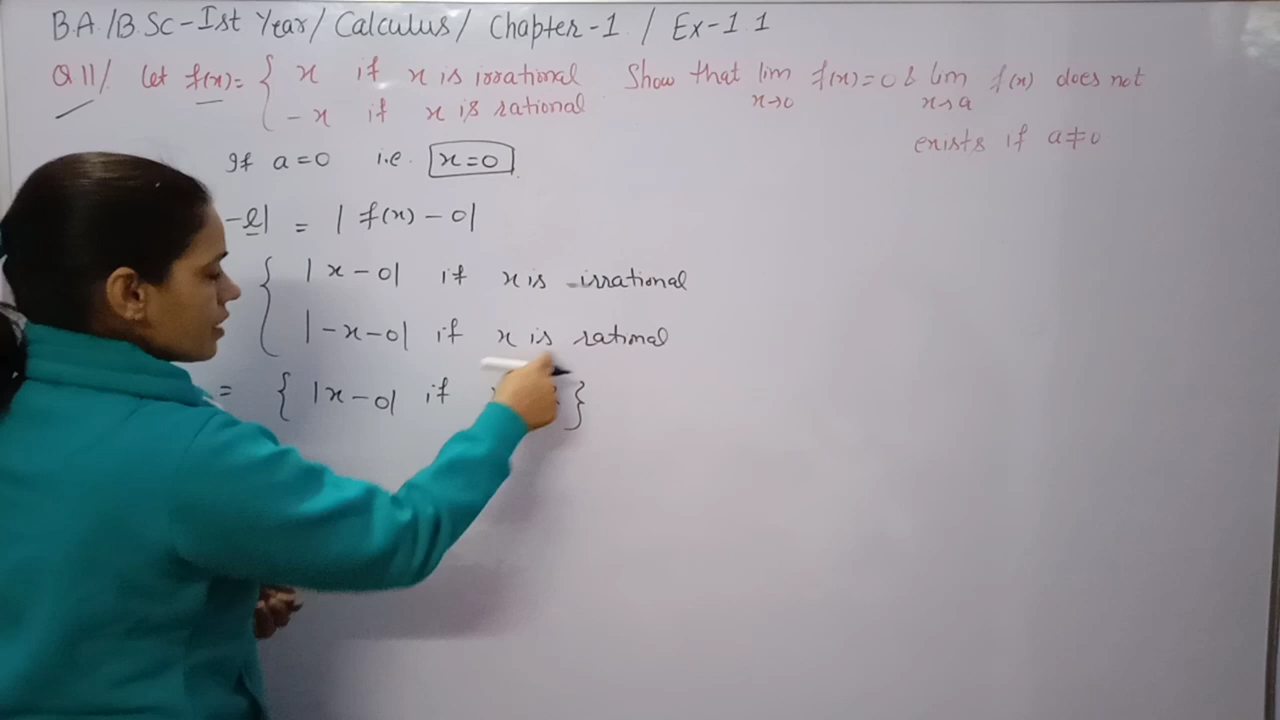 B.A./B.Sc-Ist Year/ Calculus/ Chapter-1. / Ex-1.1
Q 11/ Let f(x)= { x if x is irrational Show that lim x→0 f(x)=0 & lim x→a f(x) does not
- x if x is rational
exists if a≠0
If a=0 i.e. x=0
-l| = | f(x) - 0|
{ | x - 0| if x is irrational
| - x - 0| if x is rational
= { |x - 0| if }